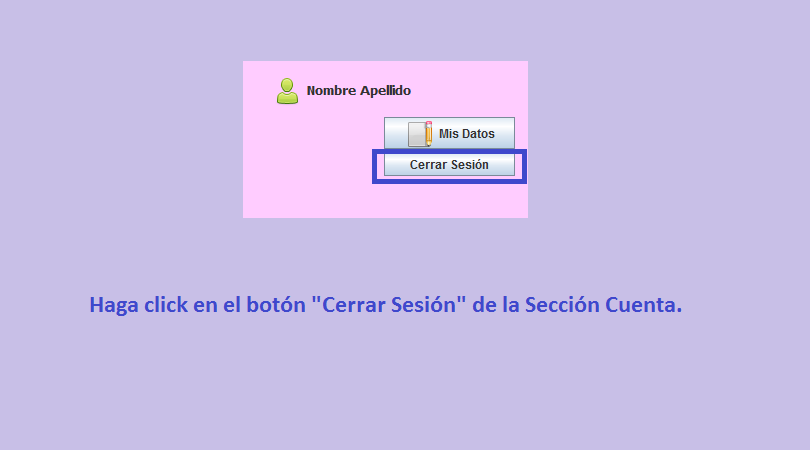 Nombre Apellido
Mis Datos
Cerrar Sesión
Haga click en el botón "Cerrar Sesión" de la Sección Cuenta.